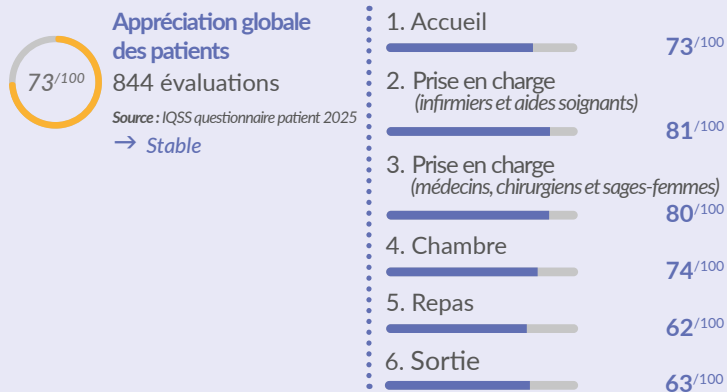 Appréciation globale
des patients
73/100
844 évaluations
Source : IQSS questionnaire patient 2025
→ Stable
1. Accueil
73/100
2. Prise en charge
(infirmiers et aides soignants)
81/100
3. Prise en charge
(médecins, chirurgiens et sages-femmes)
80/100
4. Chambre
74/100
5. Repas
62/100
6. Sortie
63/100